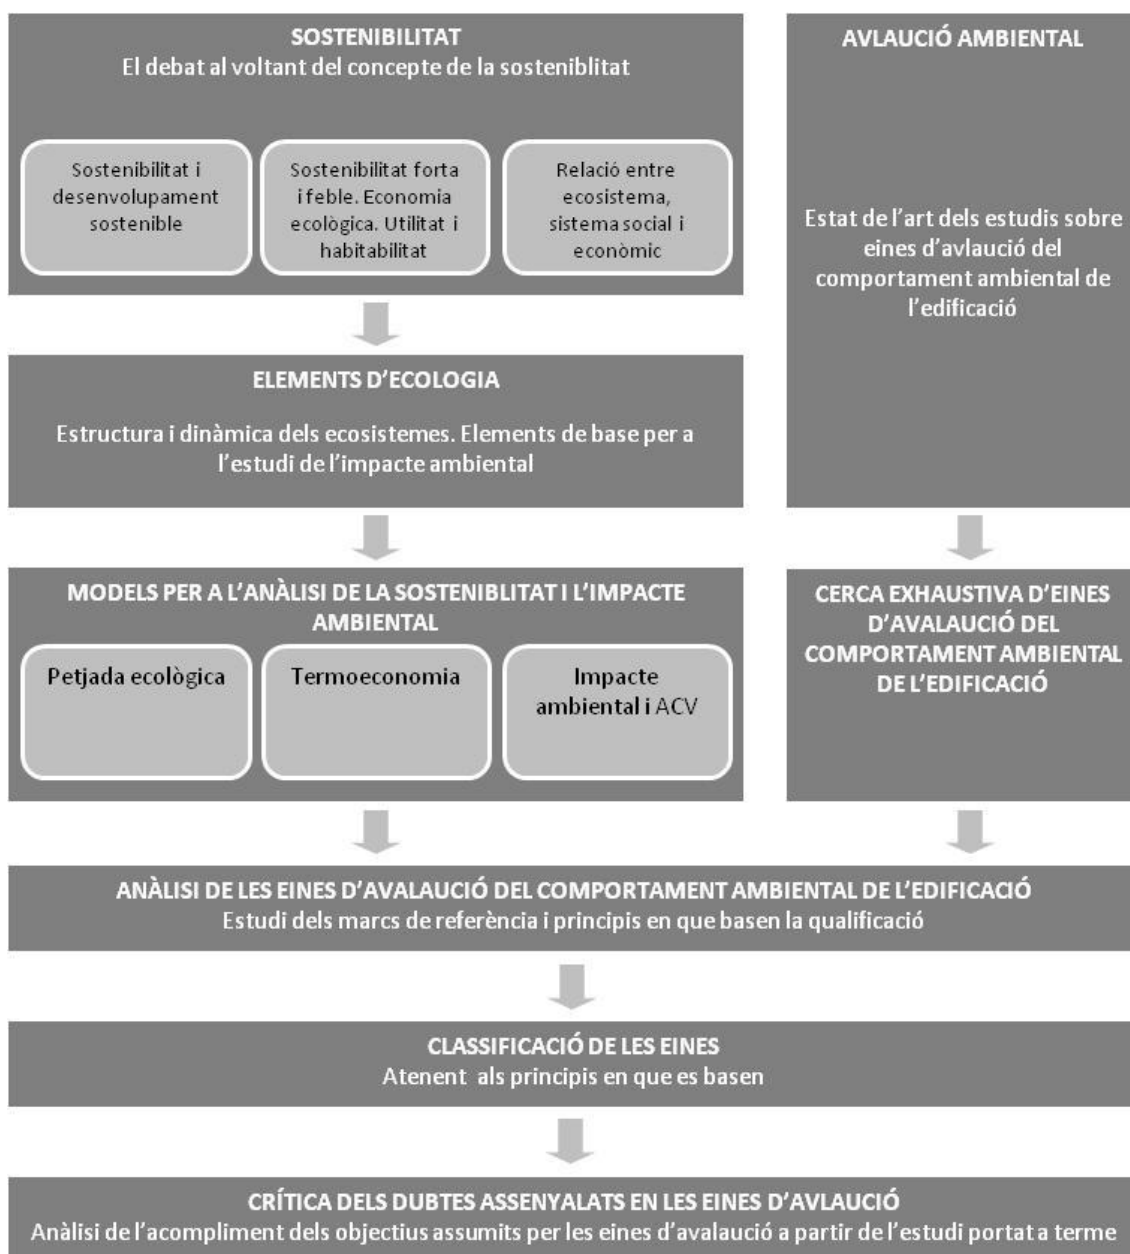 SOSTENIBILITAT
El debat al voltant del concepte de la sosteniblitat
Sostenibilitat i
desenvolupament
sostenible
Sostenibilitat forta
i feble. Economia
ecològica. Utilitat i
habitabilitat
Relació entre
ecosistema,
sistema social i
econòmic
AVLAUCIÓ AMBIENTAL
Estat de l’art dels estudis sobre
eines d’avlaució del
comportament ambiental de
l’edificació
ELEMENTS D’ECOLOGIA
Estructura i dinàmica dels ecosistemes. Elements de base per a
l’estudi de l’impacte ambiental
MODELS PER A L’ANÀLISI DE LA SOSTENIBLITAT I L’IMPACTE
AMBIENTAL
Petjada ecològica
Termoeconomia
Impacte
ambiental i ACV
CERCA EXHAUSTIVA D’EINES
D’AVALAUCIÓ DEL
COMPORTAMENT AMBIENTAL
DE L’EDIFICACIÓ
ANÀLISI DE LES EINES D’AVALAUCIÓ DEL COMPORTAMENT AMBIENTAL DE L’EDIFICACIÓ
Estudi dels marcs de referència i principis en que basen la qualificació
CLASSIFICACIÓ DE LES EINES
Atenent als principis en que es basen
CRÍTICA DELS DUBTES ASSENYALATS EN LES EINES D’AVLAUCIÓ
Anàlisi de l’acompliment dels objectius assumits per les eines d’avalaució a partir de l’estudi portat a terme